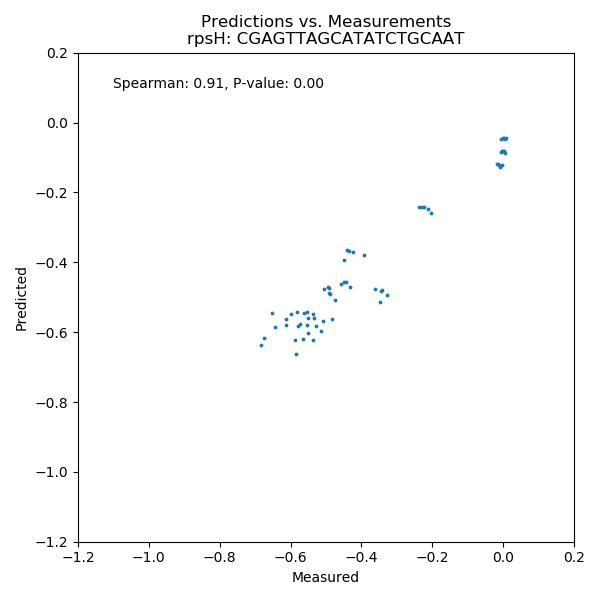 Predictions vs. Measurements
rpsH: CGAGTTAGCATATCTGCAAT
Spearman: 0.91, P-value: 0.00
0.2
0.0
−0.2
−0.4
−0.6
−0.8
−1.0
−1.2
Predicted
−1.2 −1.0 −0.8 −0.6 −0.4 −0.2 0.0 0.2
Measured